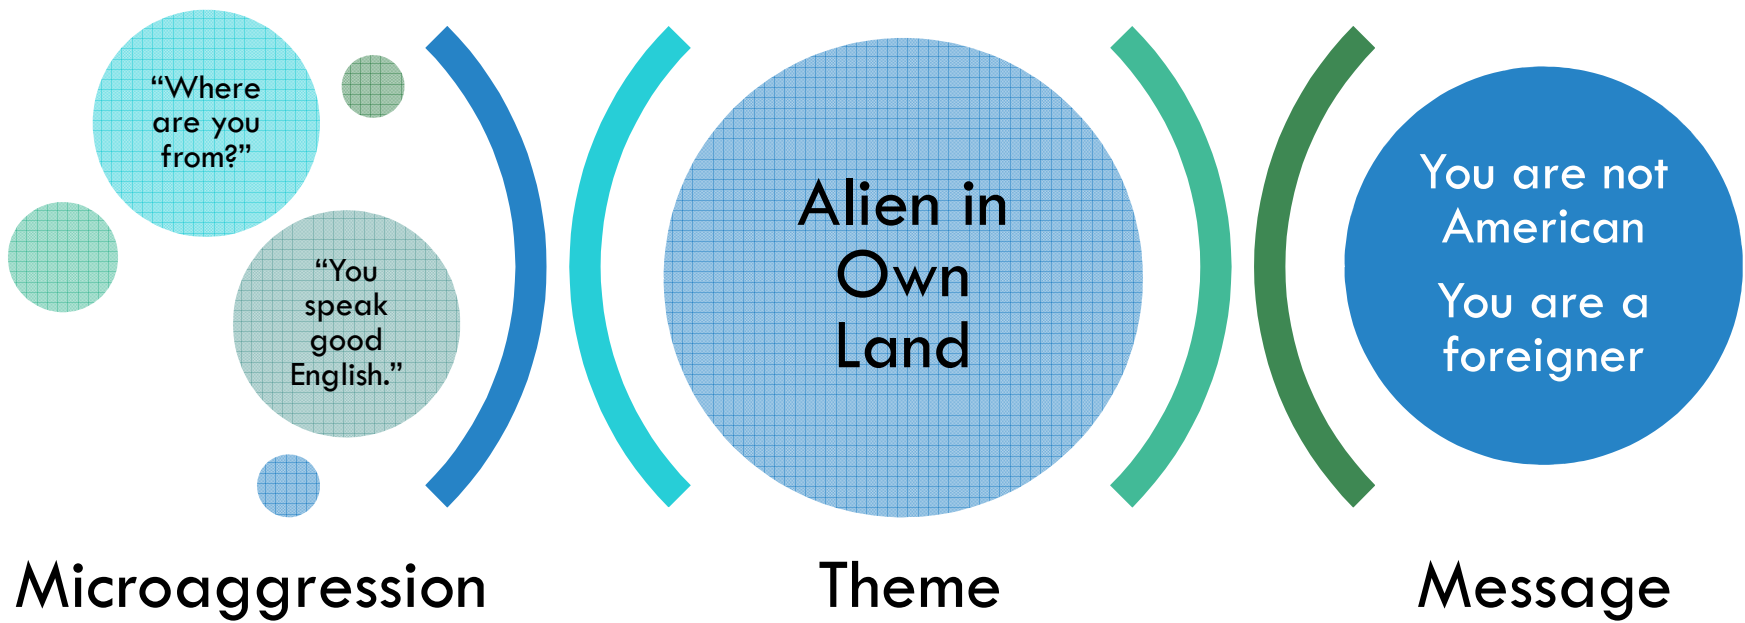 “Where
are you
from?”
“You
speak
good
English.”
Microaggression
Alien in
Own
Land
Theme
You are not
American
You are a
foreigner
Message